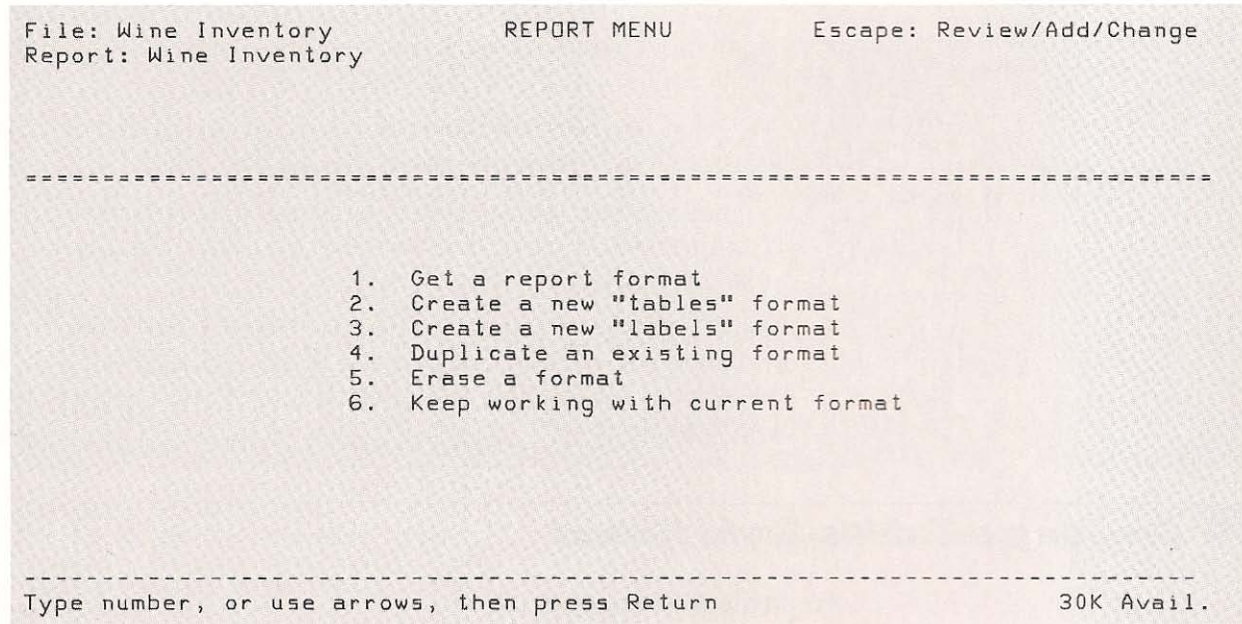 File: Wine Inventory REPORT MENU Escape: Review/Add/Change
Report: Wine Inventory
================================================================================
1. Get a report format
2. Create a new "tables" format
3. Create a new "labels" format
4. Duplicate an existing format
5. Erase a format
6. Keep working with current format
--------------------------------------------------------------------------------
Type number, or use arrows, then press Return 30K Avail.